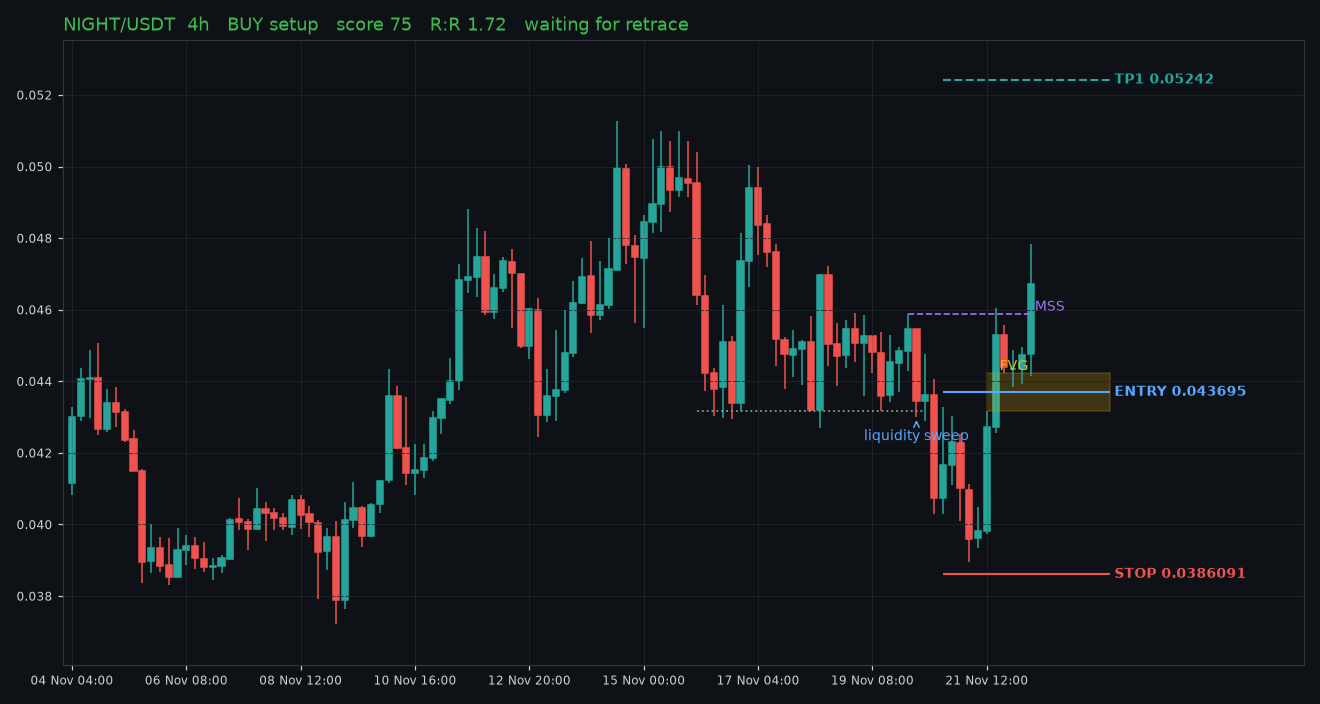 NIGHT/USDT 4h BUY setup score 75 R:R 1.72 waiting for retrace
TP1 0.05242
0.052
0.050
0.048
0.046
MSS
0.044
FVG
ENTRY 0.043695
liquidity sweep
0.042
0.040
STOP 0.0386091
0.038
04 Nov 04:00
06 Nov 08:00
08 Nov 12:00
10 Nov 16:00
12 Nov 20:00
15 Nov 00:00
17 Nov 04:00
19 Nov 08:00
21 Nov 12:00